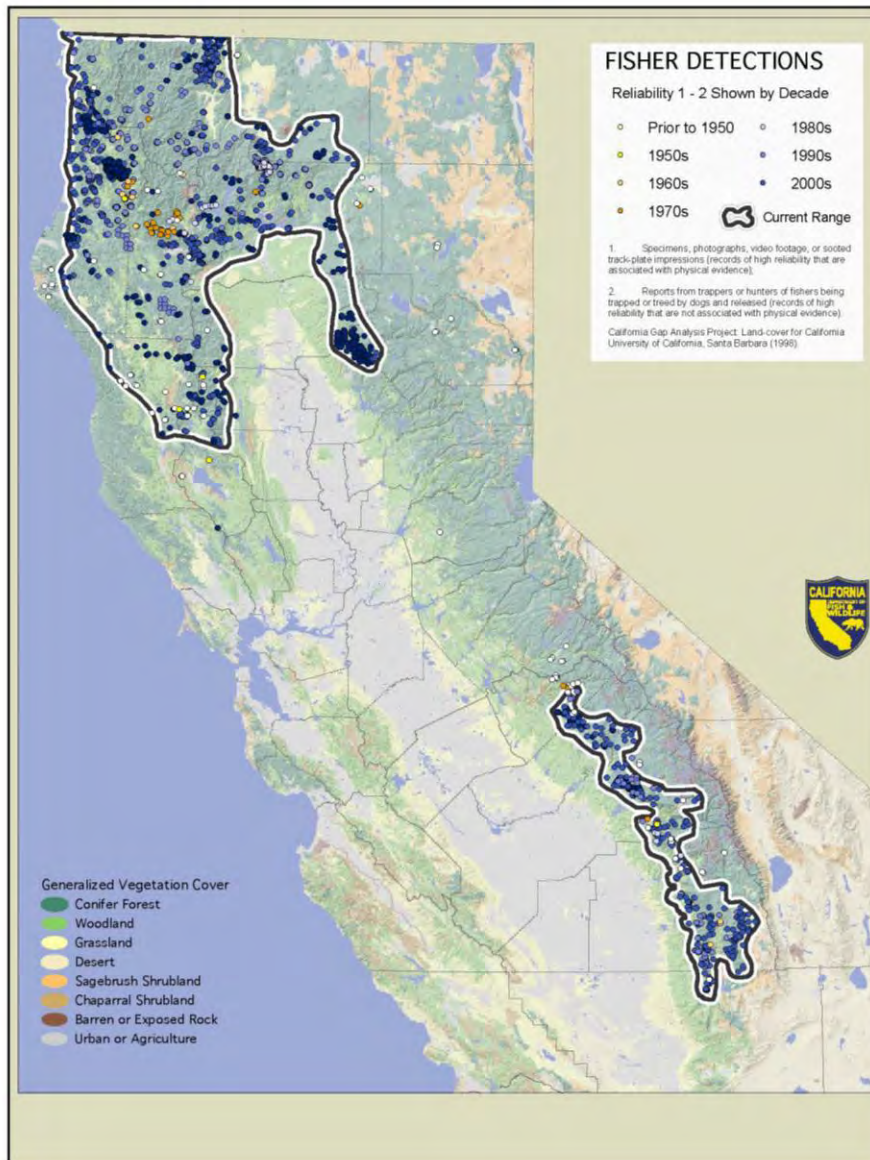 FISHER DETECTIONS
Reliability 1 - 2 Shown by Decade
Prior to 1950
1950s
1960s
1970s
1980s
1990s
2000s
Current Range
1. Specimens, photographs, video footage, or sooted
track-plate impressions (records of high reliability that are
associated with physical evidence);
2. Reports from trappers or hunters of fishers being
trapped or treed by dogs and released (records of high
reliability that are not associated with physical evidence).
California Gap Analysis Project: Land-cover for California
University of California, Santa Barbara (1998).
CALIFORNIA
DEPARTMENT OF
FISH &
WILDLIFE
Generalized Vegetation Cover
Conifer Forest
Woodland
Grassland
Desert
Sagebrush Shrubland
Chaparral Shrubland
Barren or Exposed Rock
Urban or Agriculture